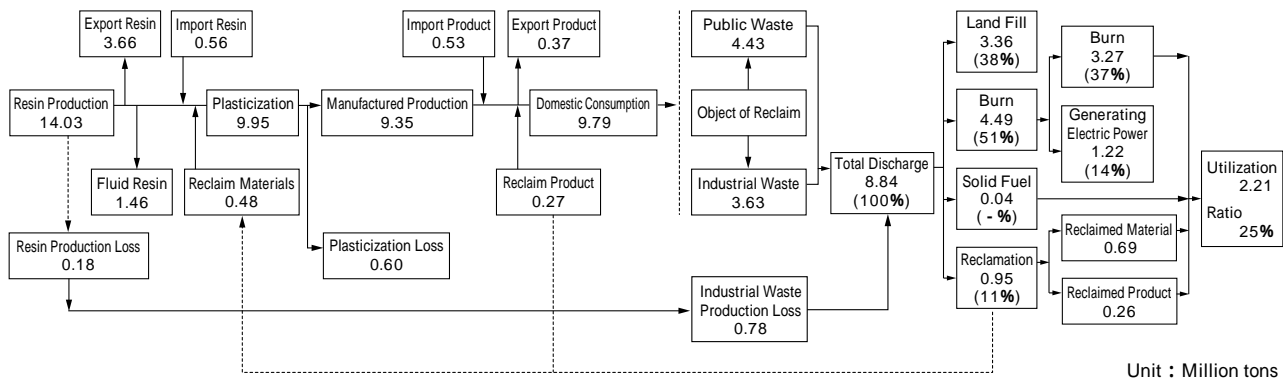 Export Resin
3.66
Import Resin
0.56
Import Product
0.53
Export Product
0.37
Public Waste
4.43
Land Fill
3.36
(38%)
Burn
3.27
(37%)
Resin Production
14.03
Plasticization
9.95
Manufactured Production
9.35
Domestic Consumption
9.79
Object of Reclaim
Burn
4.49
(51%)
Generating
Electric Power
1.22
(14%)
Fluid Resin
1.46
Reclaim Materials
0.48
Reclaim Product
0.27
Industrial Waste
3.63
Total Discharge
8.84
(100%)
Solid Fuel
0.04
( - %)
Utilization
2.21
Ratio
25%
Resin Production Loss
0.18
Plasticization Loss
0.60
Reclamation
0.95
(11%)
Reclaimed Material
0.69
Reclaimed Product
0.26
Industrial Waste
Production Loss
0.78
Unit : Million tons